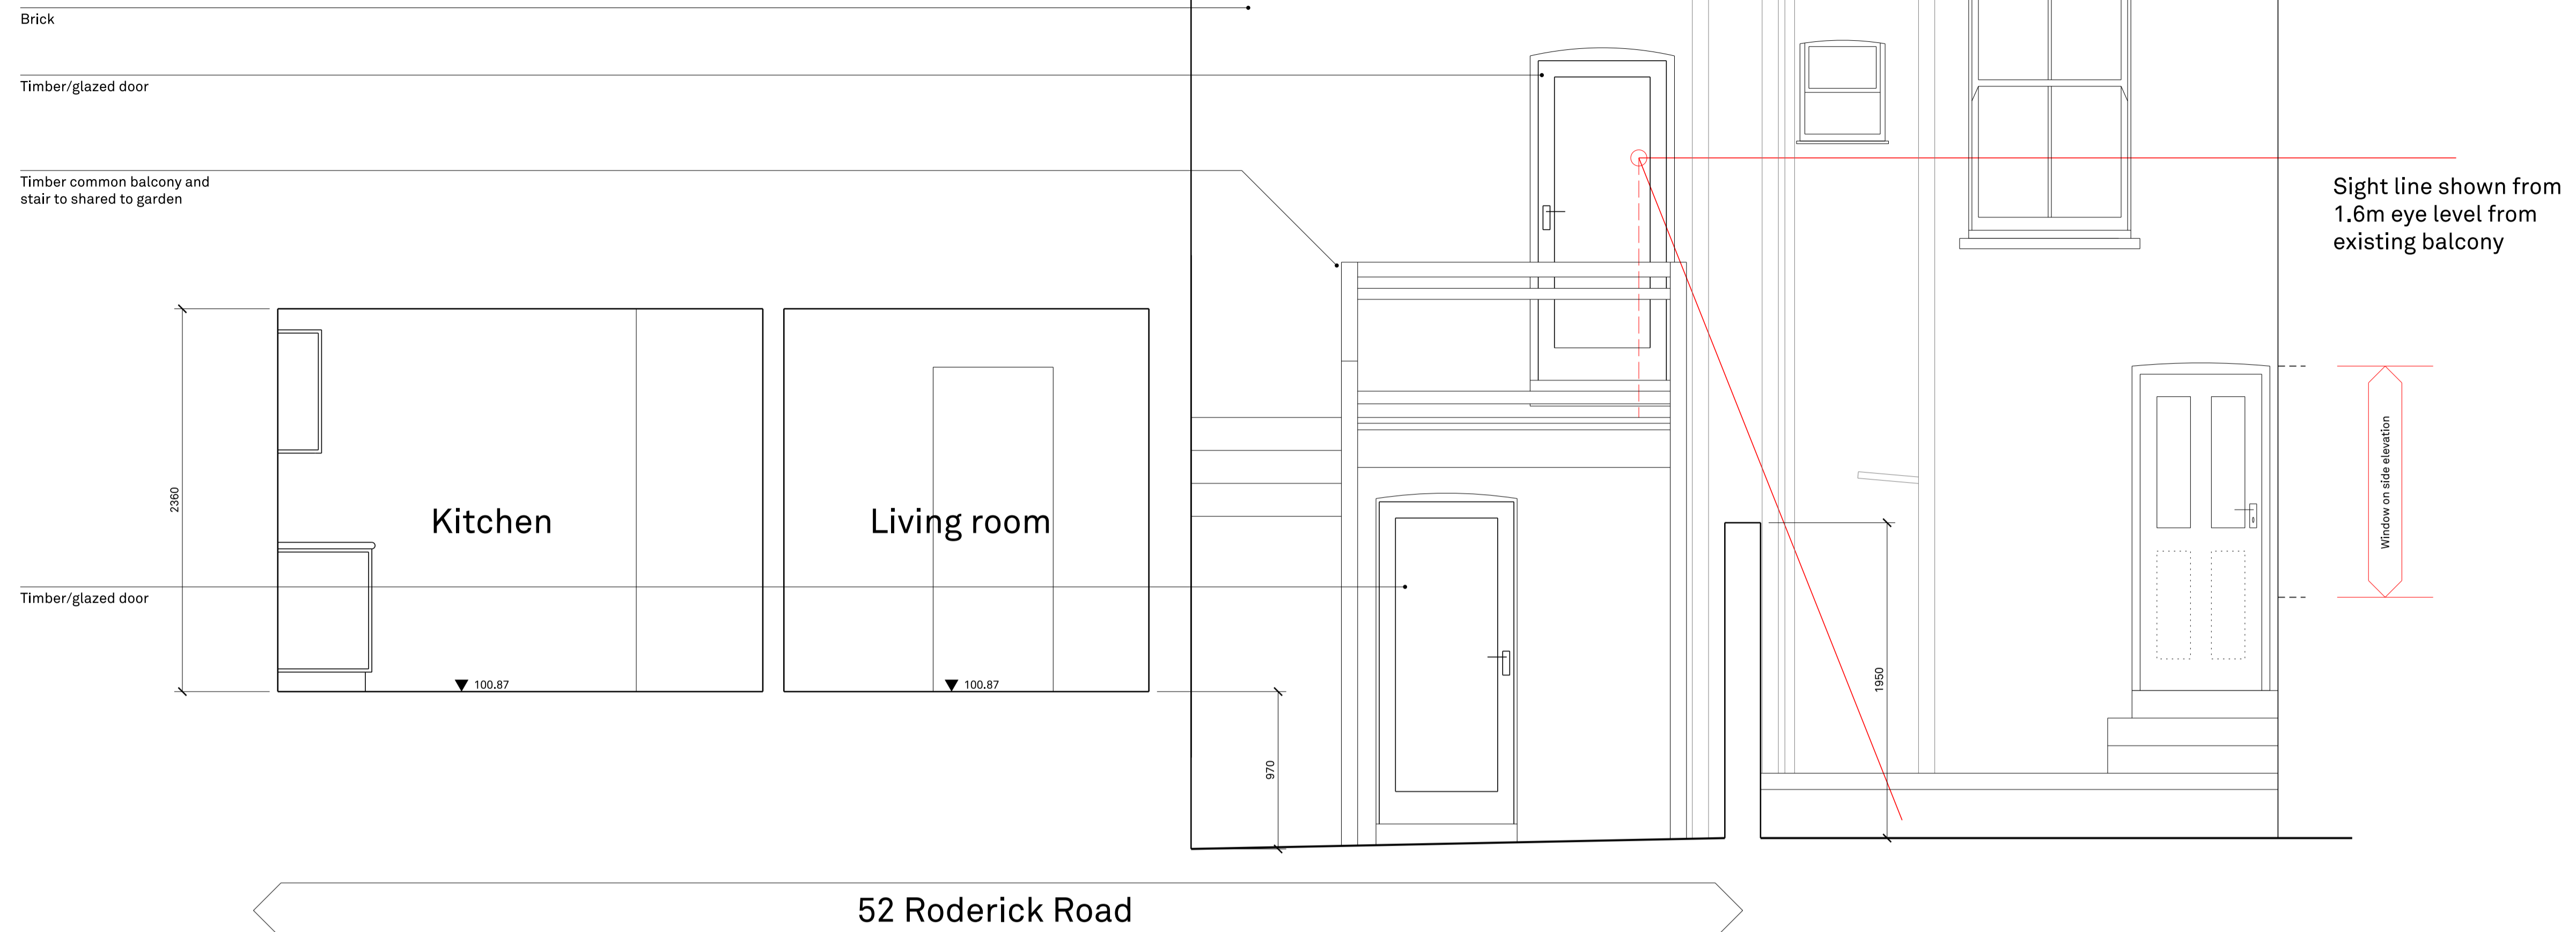 Brick
Timber/glazed door
Timber common balcony and
stair to shared to garden
Sight line shown from
1.6m eye level from
existing balcony
2360
Kitchen
Living room
Window on side elevation
Timber/glazed door
100.87
100.87
1950
970
52 Roderick Road